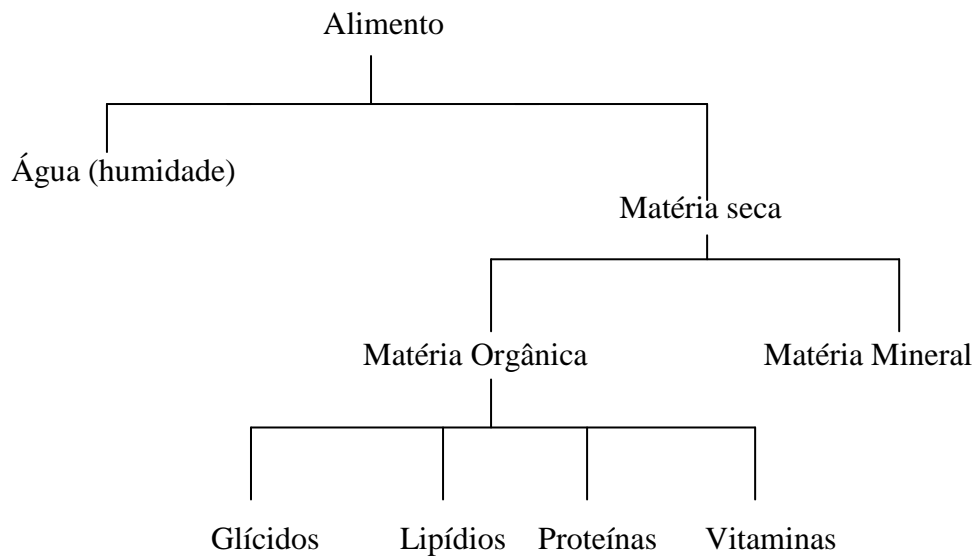 Alimento
Água (humidade)
Matéria seca
Matéria Orgânica
Matéria Mineral
Glícidos
Lipídios
Proteínas
Vitaminas